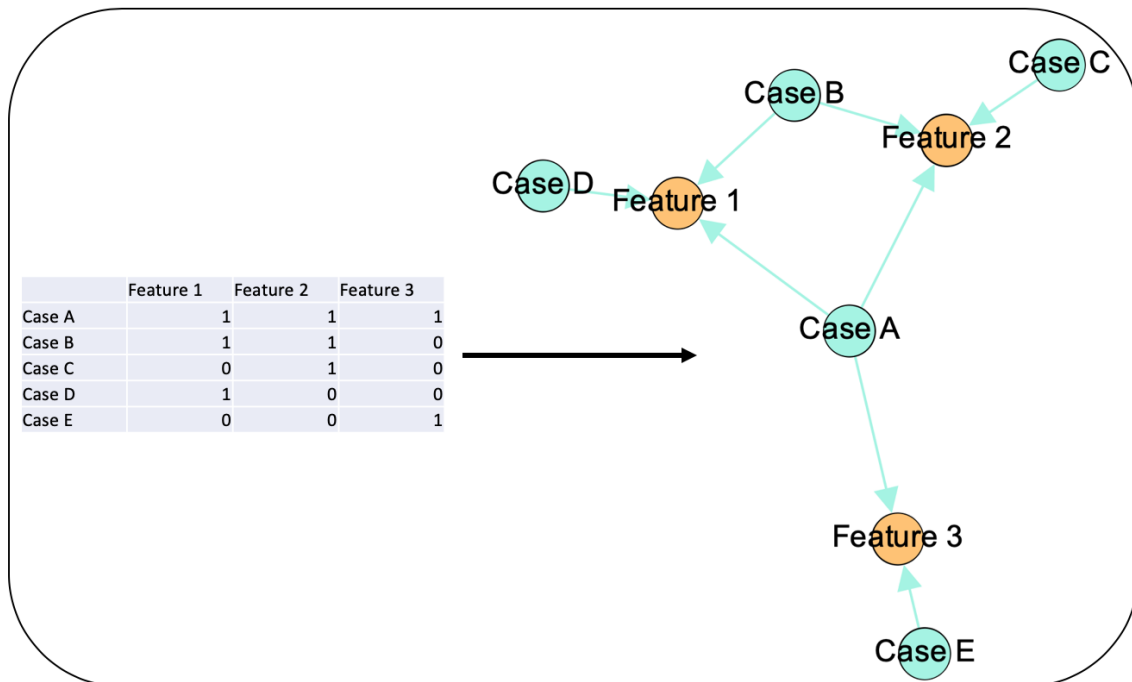 Feature 1 Feature 2 Feature 3
Case A 1 1 1
Case B 1 1 0
Case C 0 1 0
Case D 1 0 0
Case E 0 0 1
Case C
Case B
Feature 2
Case D
Feature 1
Case A
Feature 3
Case E